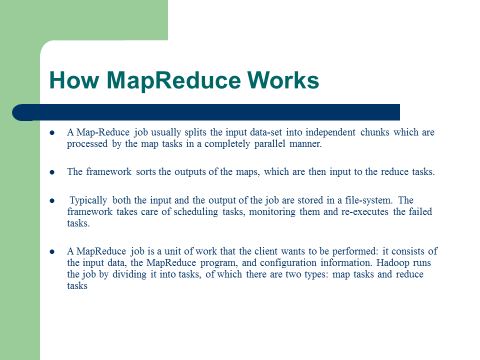 How MapReduce Works
● A Map-Reduce job usually splits the input data-set into independent chunks which are
processed by the map tasks in a completely parallel manner.
● The framework sorts the outputs of the maps, which are then input to the reduce tasks.
● Typically both the input and the output of the job are stored in a file-system. The
framework takes care of scheduling tasks, monitoring them and re-executes the failed
tasks.
● A MapReduce job is a unit of work that the client wants to be performed: it consists of
the input data, the MapReduce program, and configuration information. Hadoop runs
the job by dividing it into tasks, of which there are two types: map tasks and reduce
tasks